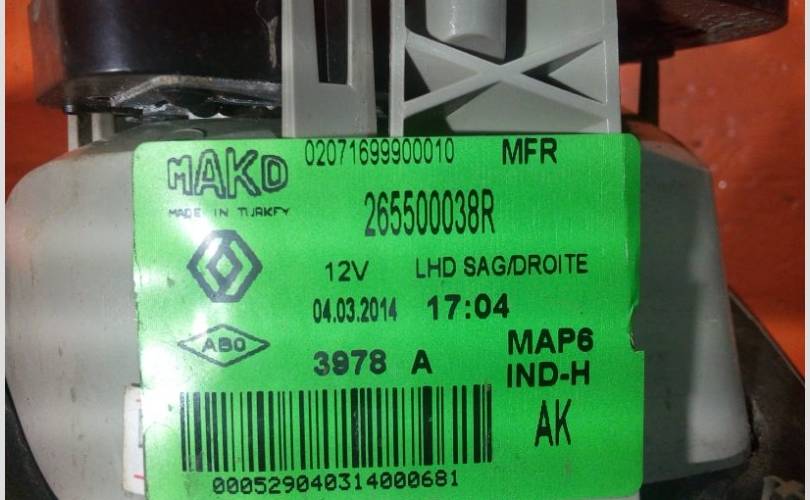 MAKO 02071699900010 MFR
MADE IN TURKEY
265500038R
12V LHD SAG/DROITE
04.03.2014 17:04
ABO
3978 A MAP6
IND-H
AK
000529040314000681